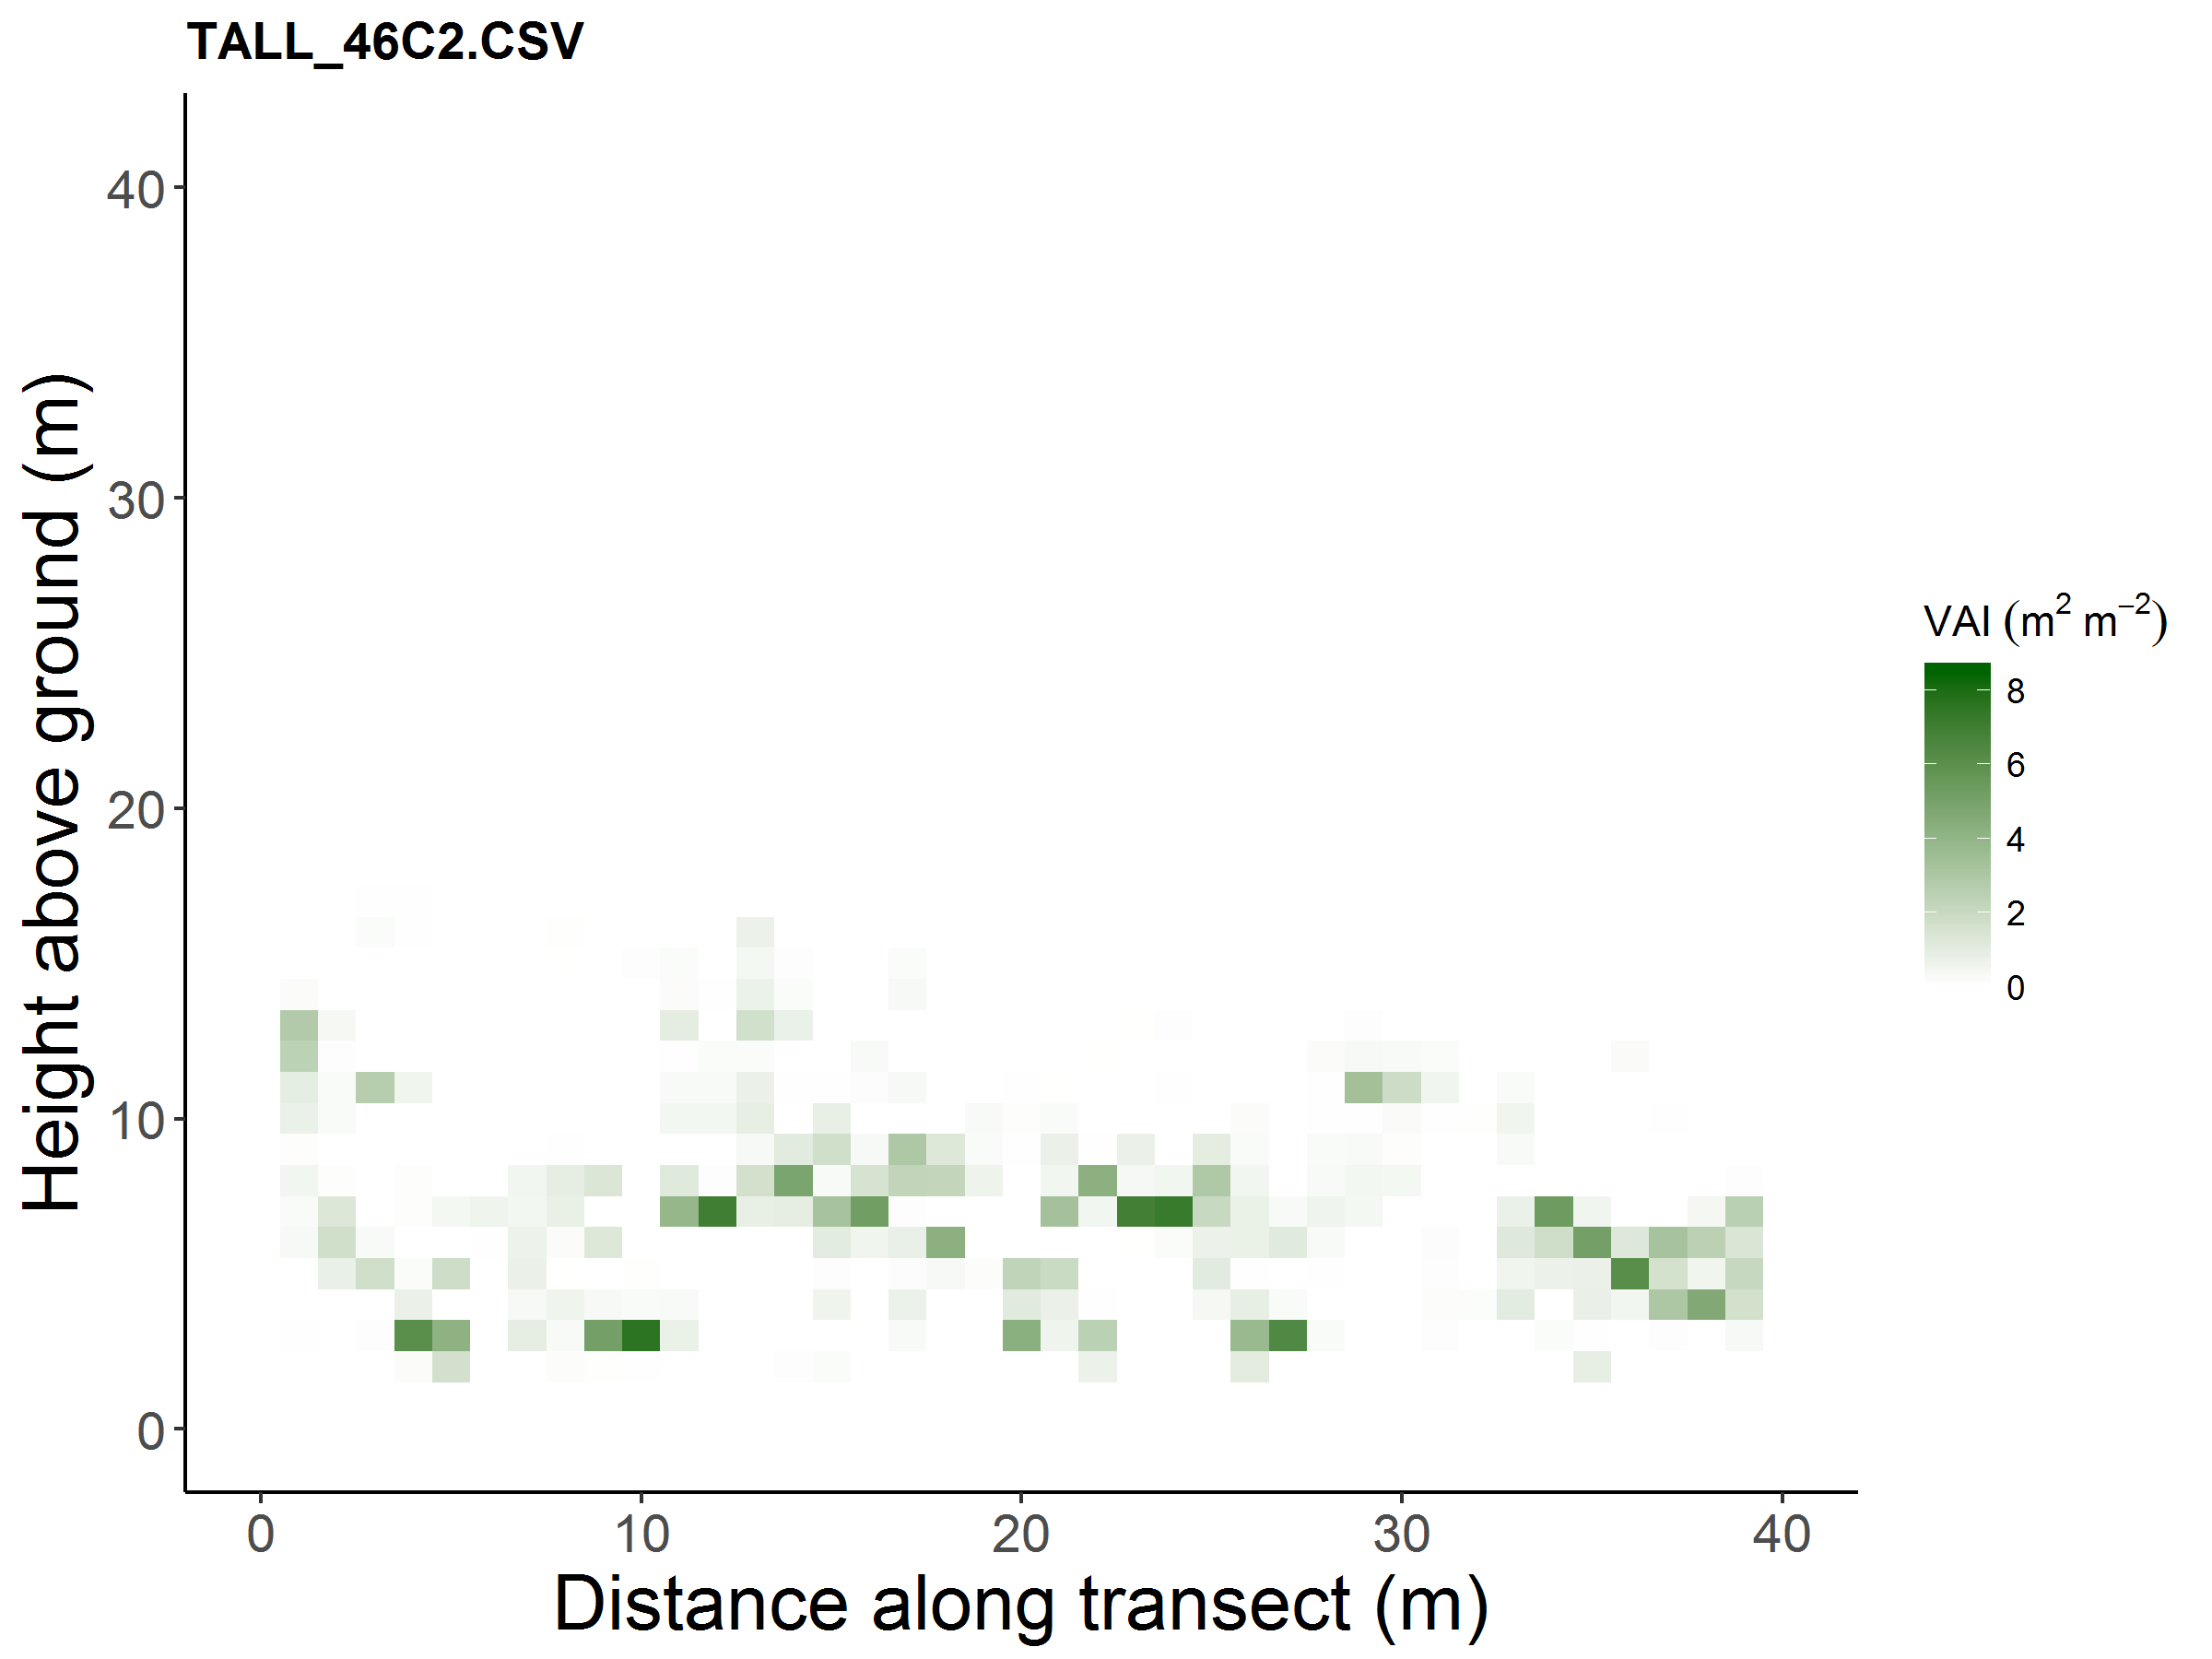 TALL_46C2.CSV
Height above ground (m)
40
30
20
10
0
0 10 20 30 40
Distance along transect (m)
VAI (m² m⁻²)
8
6
4
2
0